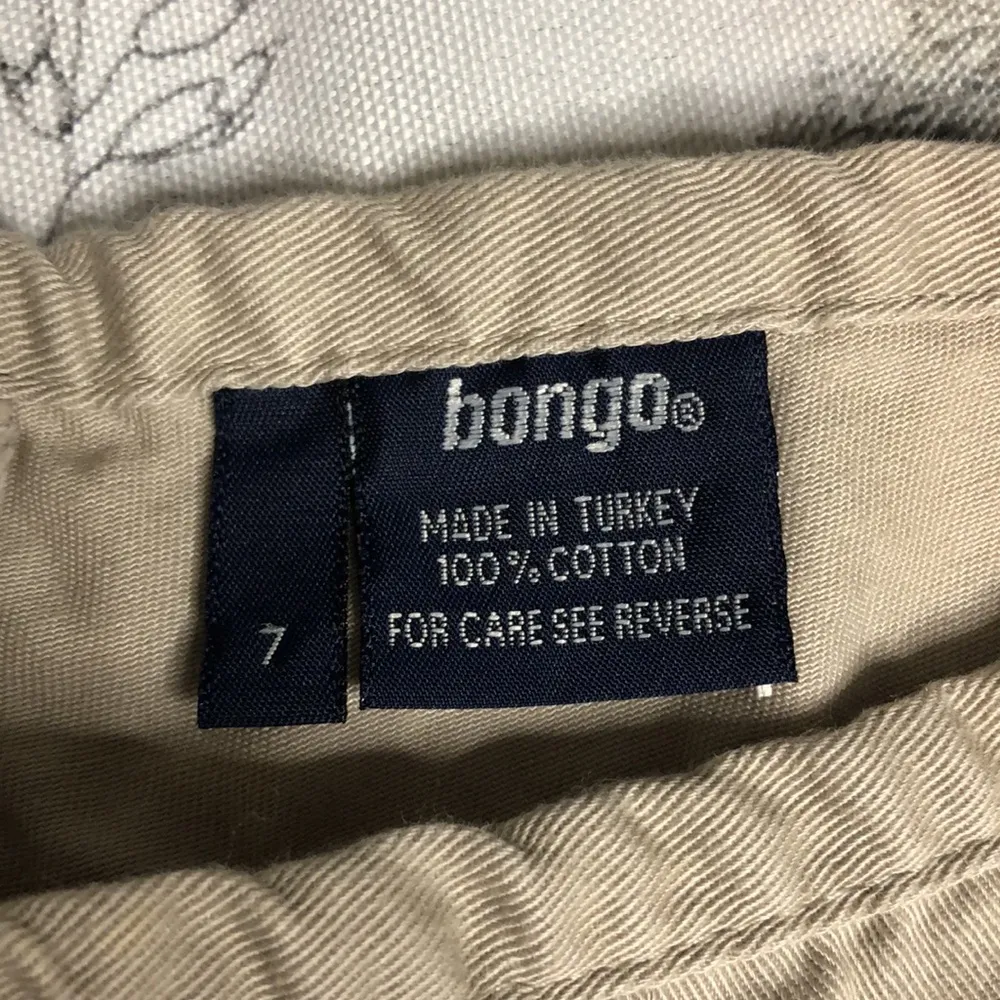 bongo®
MADE IN TURKEY
100% COTTON
FOR CARE SEE REVERSE
7